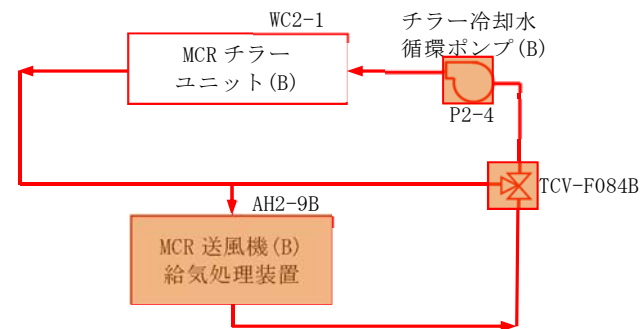 WC2-1
MCR チラー
ユニット(B)
チラー冷却水
循環ポンプ(B)
P2-4
TCV-F084B
AH2-9B
MCR 送風機(B)
給気処理装置